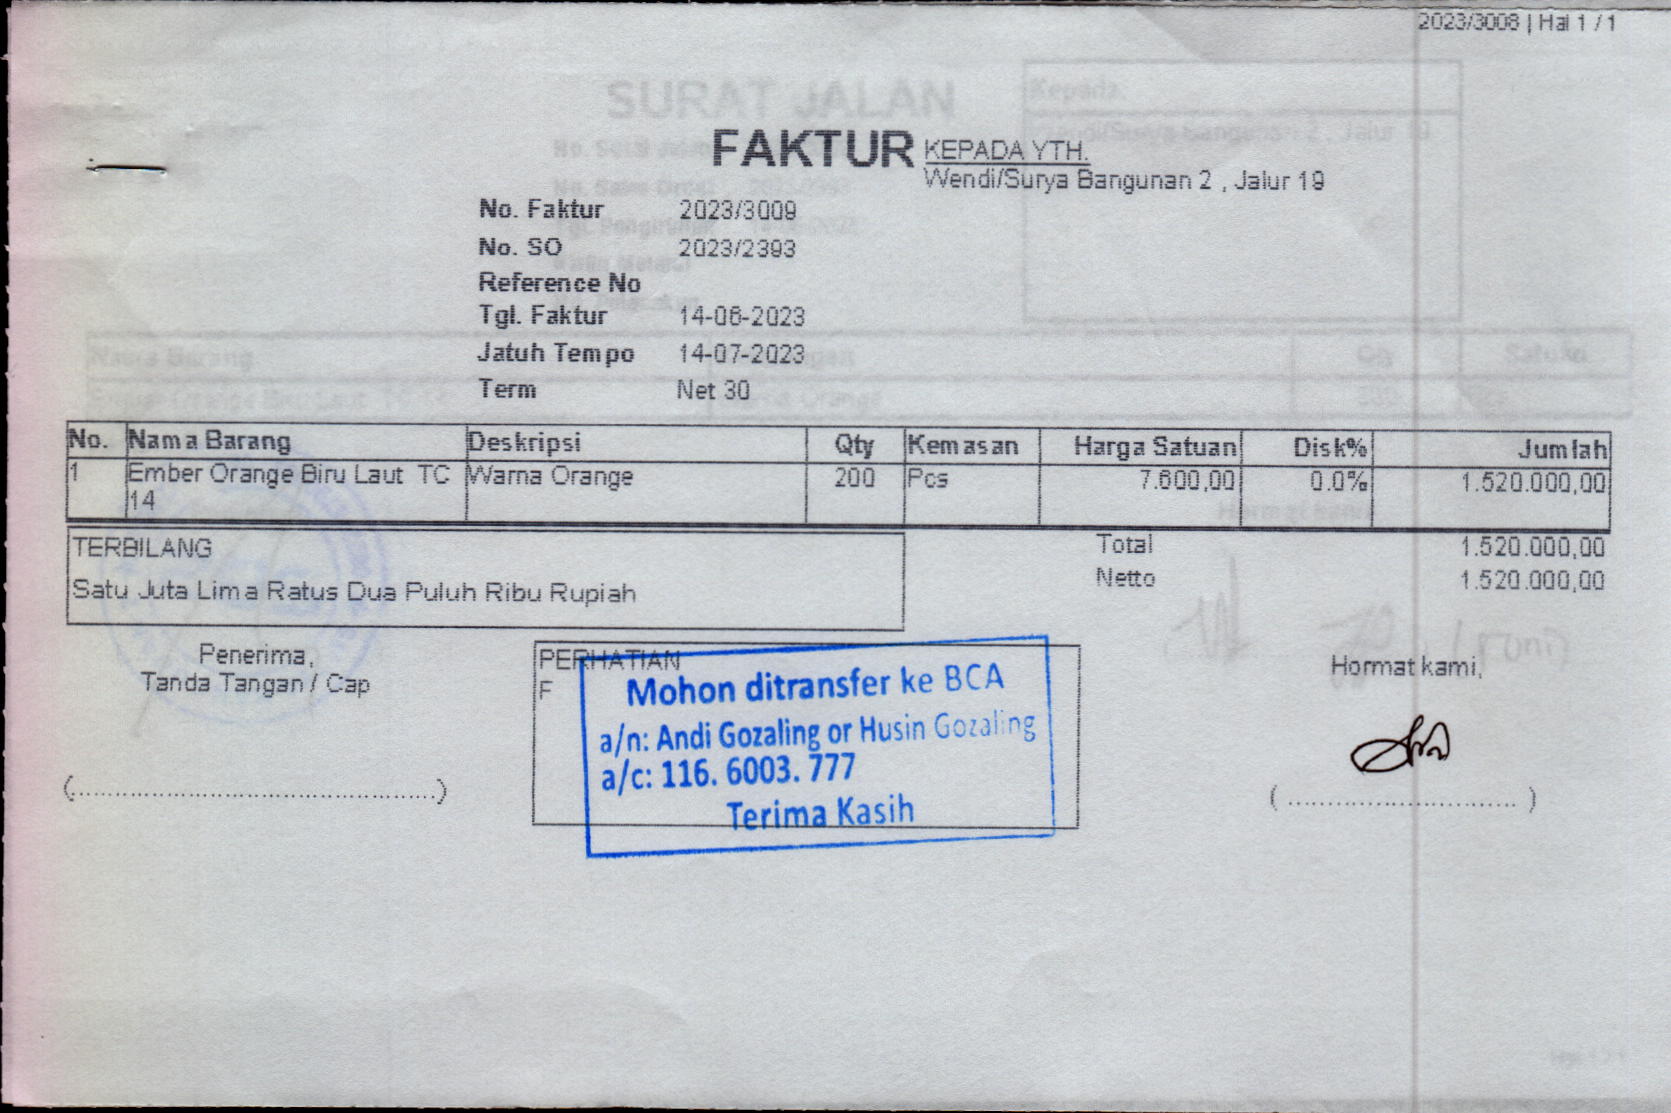 2023/3008 | Hal 1 / 1
SURAT JALAN
Kepada
FAKTUR
KEPADA YTH.
Wendi/Surya Bangunan 2 , Jalur 19
No. Faktur 2023/3009
No. SO 2023/2393
Reference No
Tgl. Faktur 14-06-2023
Jatuh Tempo 14-07-2023
Term Net 30
No. Nama Barang Deskripsi Qty Kemasan Harga Satuan Disk% Jumlah
1 Ember Orange Biru Laut TC Warna Orange 200 Pcs 7.600,00 0.0% 1.520.000,00
14
TERBILANG
Satu Juta Lima Ratus Dua Puluh Ribu Rupiah
Total 1.520.000,00
Netto 1.520.000,00
Penerima,
Tanda Tangan / Cap
PERHATIAN
F
Mohon ditransfer ke BCA
a/n: Andi Gozaling or Husin Gozaling
a/c: 116. 6003. 777
Terima Kasih
Hormat kami,
(................................................)
(.............................)